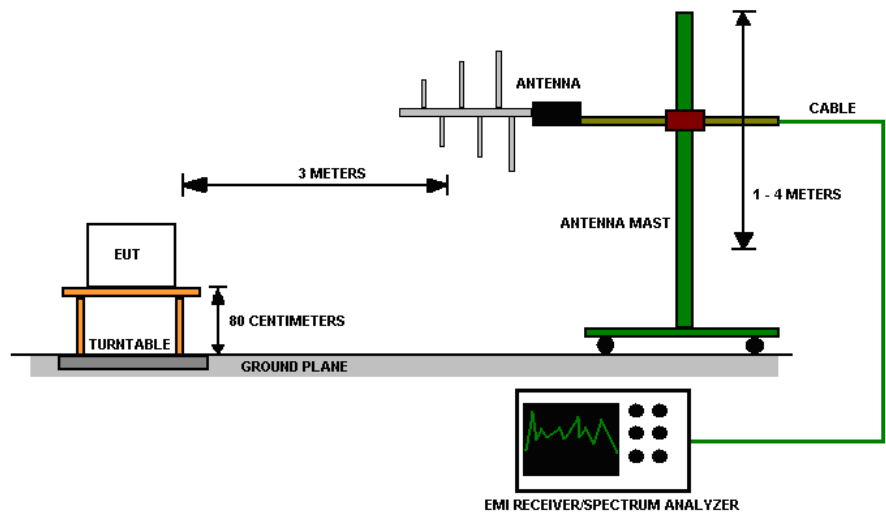 ANTENNA
CABLE
3 METERS
1 - 4 METERS
ANTENNA MAST
EUT
80 CENTIMETERS
TURNTABLE
GROUND PLANE
EMI RECEIVER/SPECTRUM ANALYZER